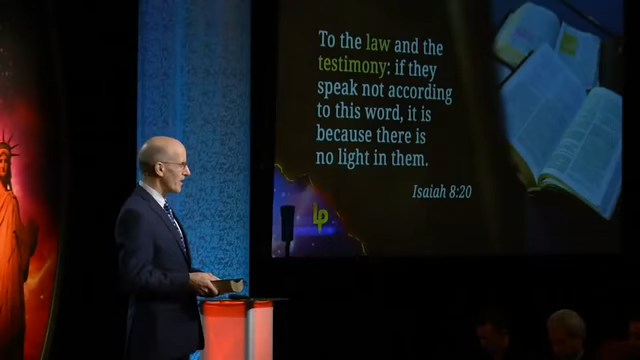 To the law and the
testimony: if they
speak not according
to this word, it is
because there is
no light in them.
Isaiah 8:20
lp